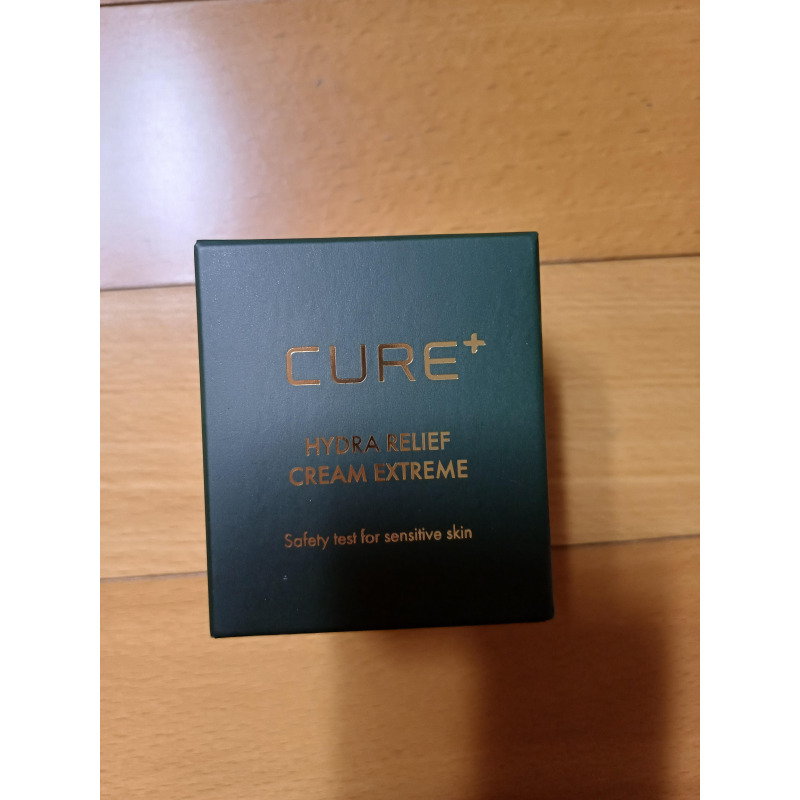 CURE+
HYDRA RELIEF
CREAM EXTREME
Safety test for sensitive skin